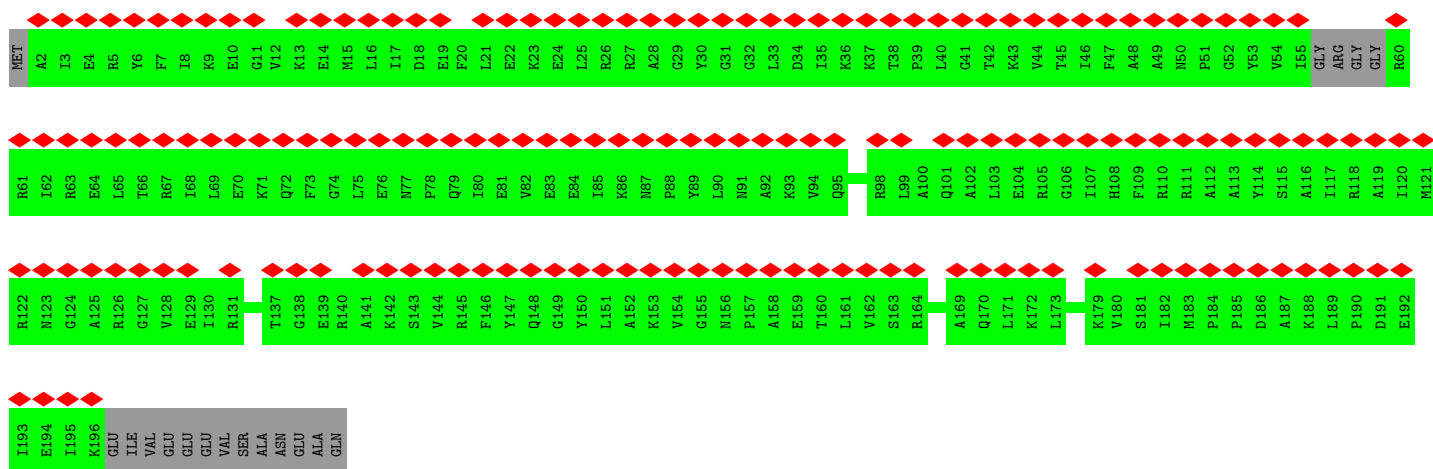 MET A2 I3 E4 R5 Y6 F7 I8 K9 E10 G11 V12 K13 E14 M15 L16 I17 D18 E19 F20 L21 E22 K23 E24 L25 R26 R27 A28 G29 Y30 G31 G32 L33 D34 I35 K36 K37 T38 P39 L40 G41 T42 K43 V44 T45 I46 F47 A48 A49 N50 P51 G52 Y53 V54 I55 GLY ARG GLY GLY R60
R61 I62 R63 E64 L65 T66 R67 I68 L69 E70 K71 Q72 F73 G74 L75 E76 N77 P78 Q79 I80 E81 V82 E83 E84 I85 K86 N87 P88 Y89 L90 N91 A92 K93 V94 Q95 R98 L99 A100 Q101 A102 L103 E104 R105 G106 I107 H108 F109 R110 R111 A112 A113 Y114 S115 A116 I117 R118 A119 I120 M121
R122 N123 G124 A125 R126 G127 V128 E129 I130 R131 T137 G138 E139 R140 A141 K142 S143 V144 R145 F146 Y147 Q148 G149 Y150 L151 A152 K153 V154 G155 N156 P157 A158 E159 T160 L161 V162 S163 R164 A169 Q170 L171 K172 L173 K179 V180 S181 I182 M183 P184 P185 D186 A187 K188 L189 P190 D191 E192
I193 E194 I195 K196 GLU ILE VAL GLU GLU GLU VAL SER ALA ASN GLU ALA GLN